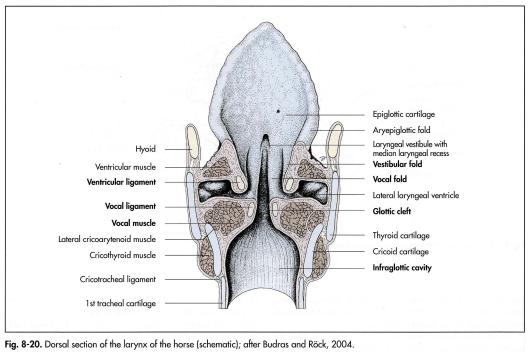 Hyoid
Ventricular muscle
Ventricular ligament
Vocal ligament
Vocal muscle
Lateral cricoarytenoid muscle
Cricothyroid muscle
Cricotracheal ligament
1st tracheal cartilage
Epiglottic cartilage
Aryepiglottic fold
Laryngeal vestibule with
median laryngeal recess
Vestibular fold
Vocal fold
Lateral laryngeal ventricle
Glottic cleft
Thyroid cartilage
Cricoid cartilage
Infraglottic cavity
Fig. 8-20. Dorsal section of the larynx of the horse (schematic); after Budras and Röck, 2004.